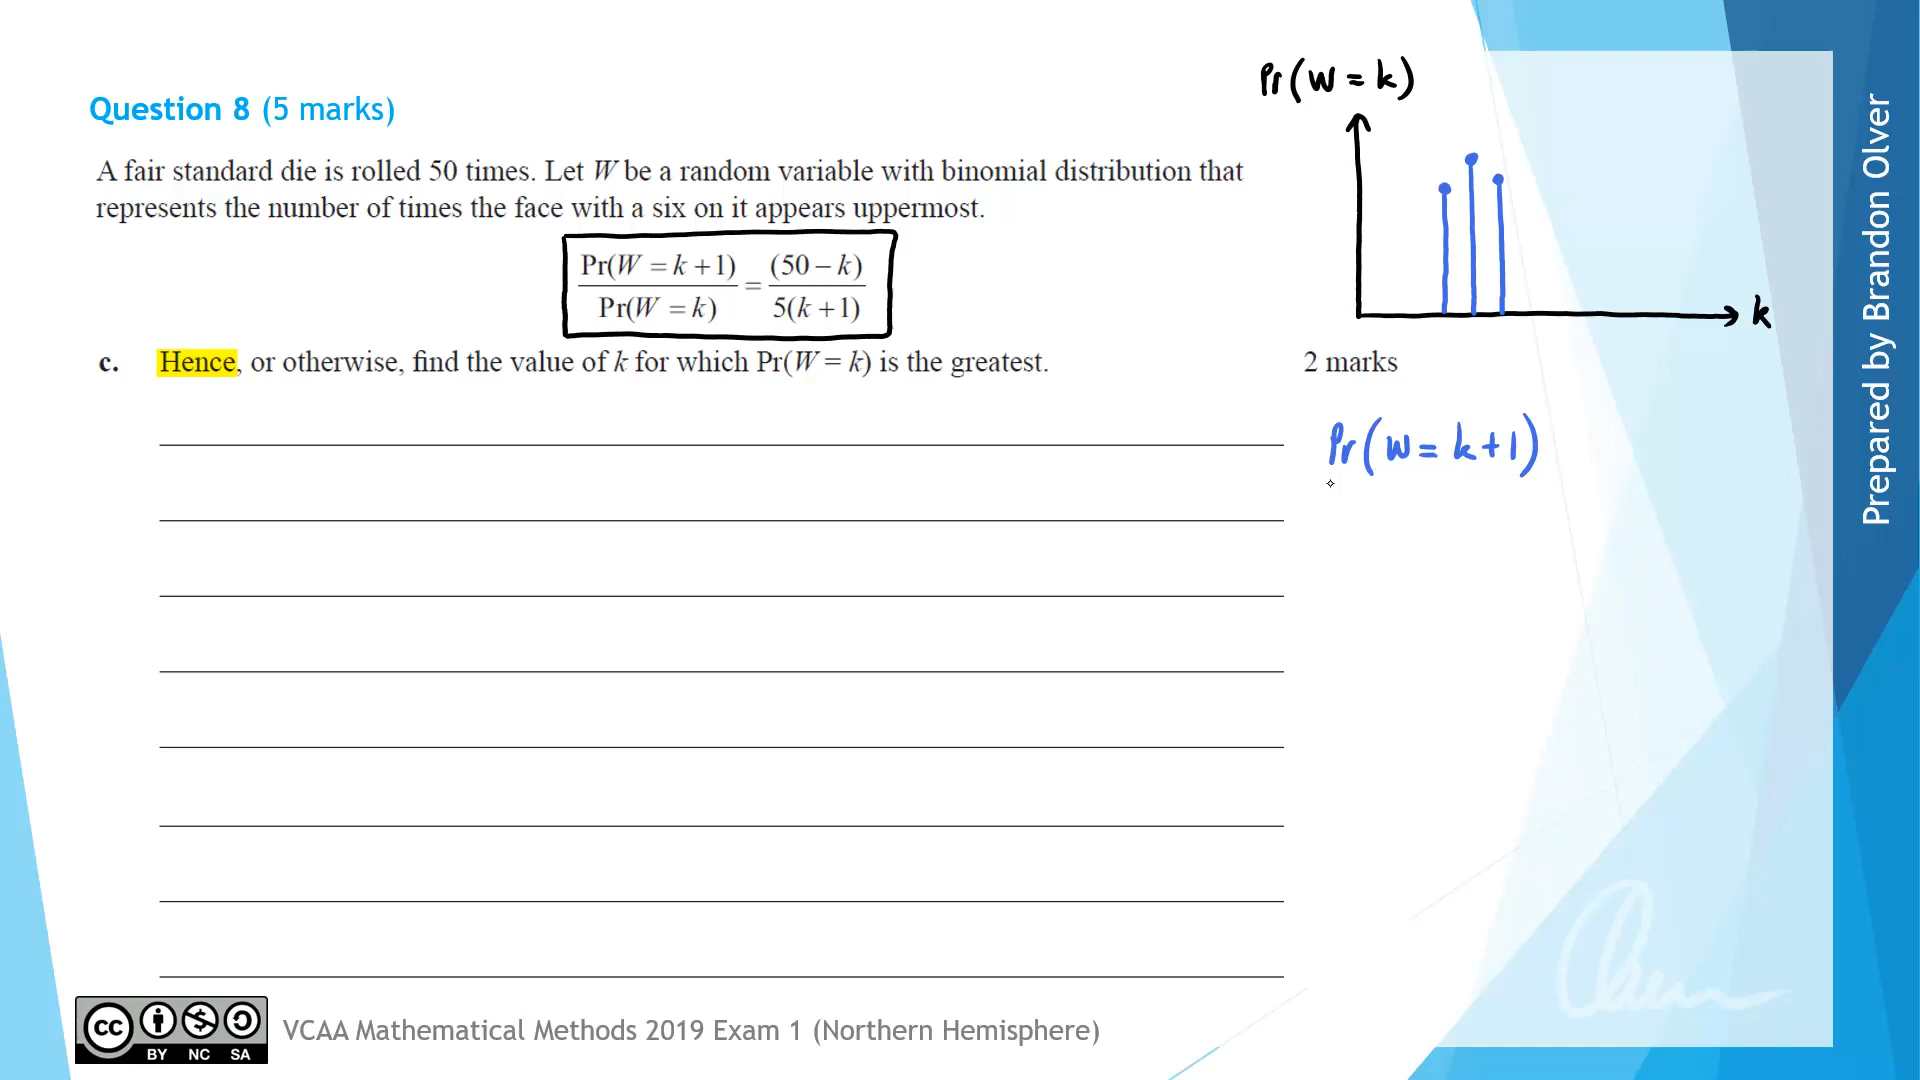 Pr(W = k)
Question 8 (5 marks)
A fair standard die is rolled 50 times. Let W be a random variable with binomial distribution that
represents the number of times the face with a six on it appears uppermost.
Pr(W = k + 1) / Pr(W = k) = (50 – k) / 5(k + 1)
k
c. Hence, or otherwise, find the value of k for which Pr(W = k) is the greatest. 2 marks
Pr(W = k + 1)
Prepared by Brandon Olver
cc BY NC SA
VCAA Mathematical Methods 2019 Exam 1 (Northern Hemisphere)